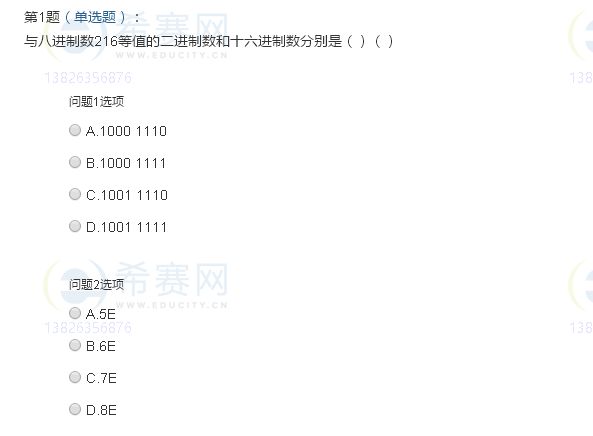 第1题（单选题）：
与八进制数216等值的二进制数和十六进制数分别是（ ）（ ）
希赛网
WWW.EDUCITY.CN
13826356876
138
问题1选项
A.1000 1110
B.1000 1111
C.1001 1110
D.1001 1111
希赛网
问题2选项
WWW.EDUCITY.CN
A.5E
13826356876
138
B.6E
C.7E
D.8E